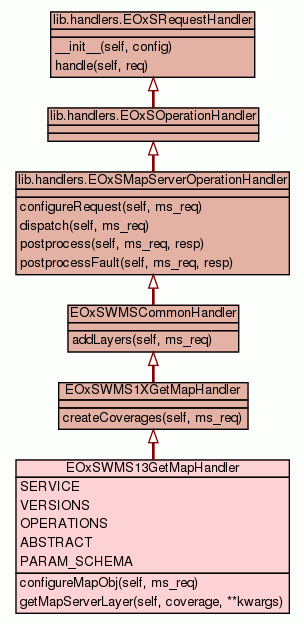 lib.handlers.EOxSRequestHandler
__init__(self, config)
handle(self, req)
lib.handlers.EOxSOperationHandler
lib.handlers.EOxSMapServerOperationHandler
configureRequest(self, ms_req)
dispatch(self, ms_req)
postprocess(self, ms_req, resp)
postprocessFault(self, ms_req, resp)
EOxSWMSCommonHandler
addLayers(self, ms_req)
EOxSWMS1XGetMapHandler
createCoverages(self, ms_req)
EOxSWMS13GetMapHandler
SERVICE
VERSIONS
OPERATIONS
ABSTRACT
PARAM_SCHEMA
configureMapObj(self, ms_req)
getMapServerLayer(self, coverage, **kwargs)